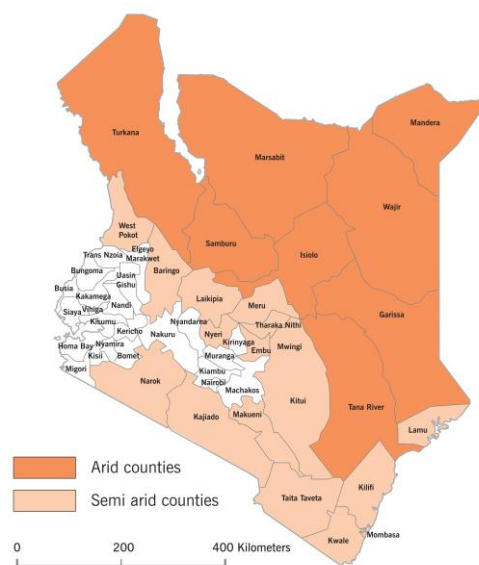 Turkana
Mandera
Marsabit
Wajir
West
Pokot
Samburu
Isiolo
Elgeyo
Marakwet
Trans Nzoia
Baringo
Bungoma
Uasin
Gishu
Busia
Kakamega
Laikipia
Meru
Garissa
Siaya
Vihiga
Nandi
Nyandarna
Tharaka Nithi
Kisumu
Kericho
Nyeri
Kirinyaga
Homa Bay
Nyamira
Nakuru
Embu
Mwingi
Kisii
Bomet
Muranga
Migori
Kiambu
Nairobi
Narok
Machakos
Kitui
Tana River
Kajiado
Makueni
Lamu
Arid counties
Semi arid counties
Taita Taveta
Kilifi
Mombasa
Kwale
0 200 400 Kilometers